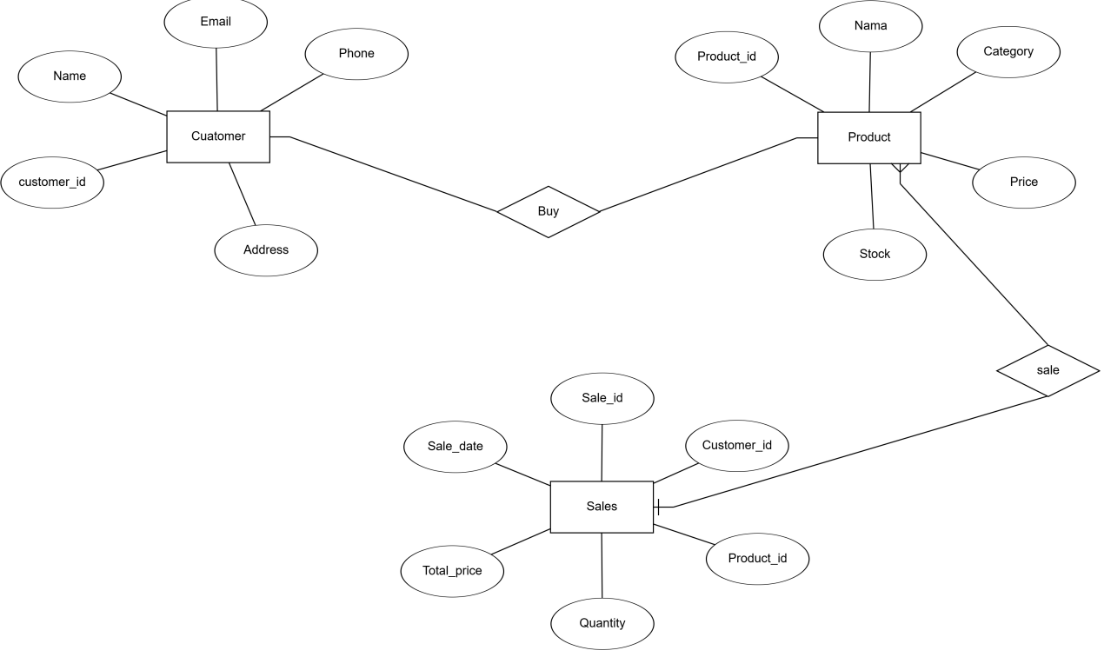 Email
Nama
Phone
Category
Product_id
Name
Cuatomer
Product
customer_id
Price
Buy
Address
Stock
sale
Sale_id
Sale_date
Customer_id
Sales
Product_id
Total_price
Quantity